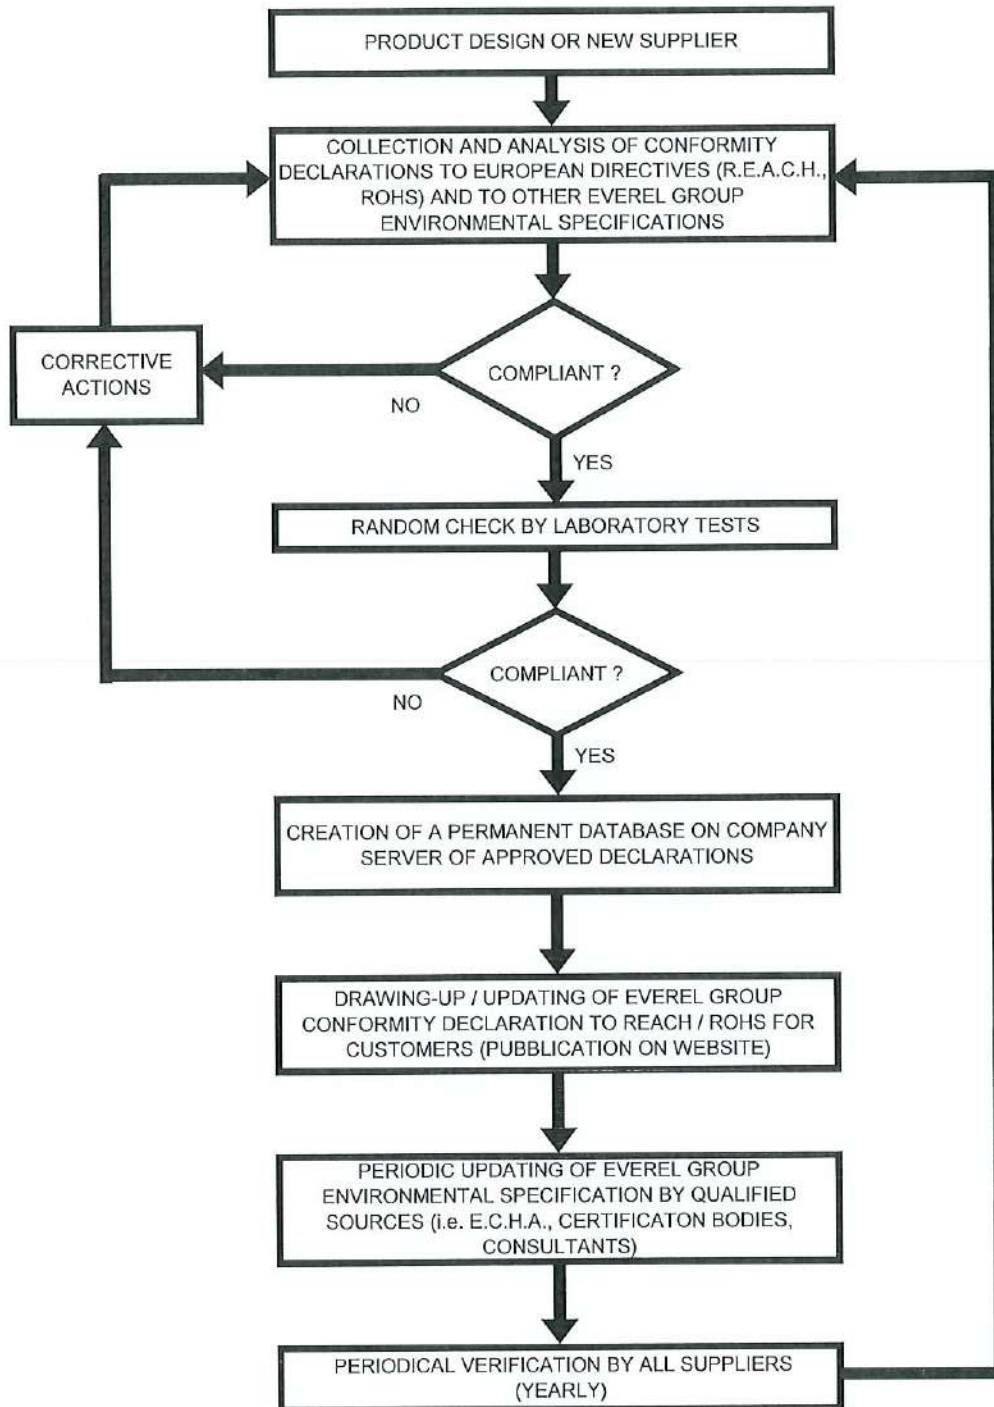 PRODUCT DESIGN OR NEW SUPPLIER
COLLECTION AND ANALYSIS OF CONFORMITY
DECLARATIONS TO EUROPEAN DIRECTIVES (R.E.A.C.H.,
ROHS) AND TO OTHER EVEREL GROUP
ENVIRONMENTAL SPECIFICATIONS
CORRECTIVE
ACTIONS
COMPLIANT ?
NO
YES
RANDOM CHECK BY LABORATORY TESTS
COMPLIANT ?
NO
YES
CREATION OF A PERMANENT DATABASE ON COMPANY
SERVER OF APPROVED DECLARATIONS
DRAWING-UP / UPDATING OF EVEREL GROUP
CONFORMITY DECLARATION TO REACH / ROHS FOR
CUSTOMERS (PUBBLICATION ON WEBSITE)
PERIODIC UPDATING OF EVEREL GROUP
ENVIRONMENTAL SPECIFICATION BY QUALIFIED
SOURCES (i.e. E.C.H.A., CERTIFICATON BODIES,
CONSULTANTS)
PERIODICAL VERIFICATION BY ALL SUPPLIERS
(YEARLY)